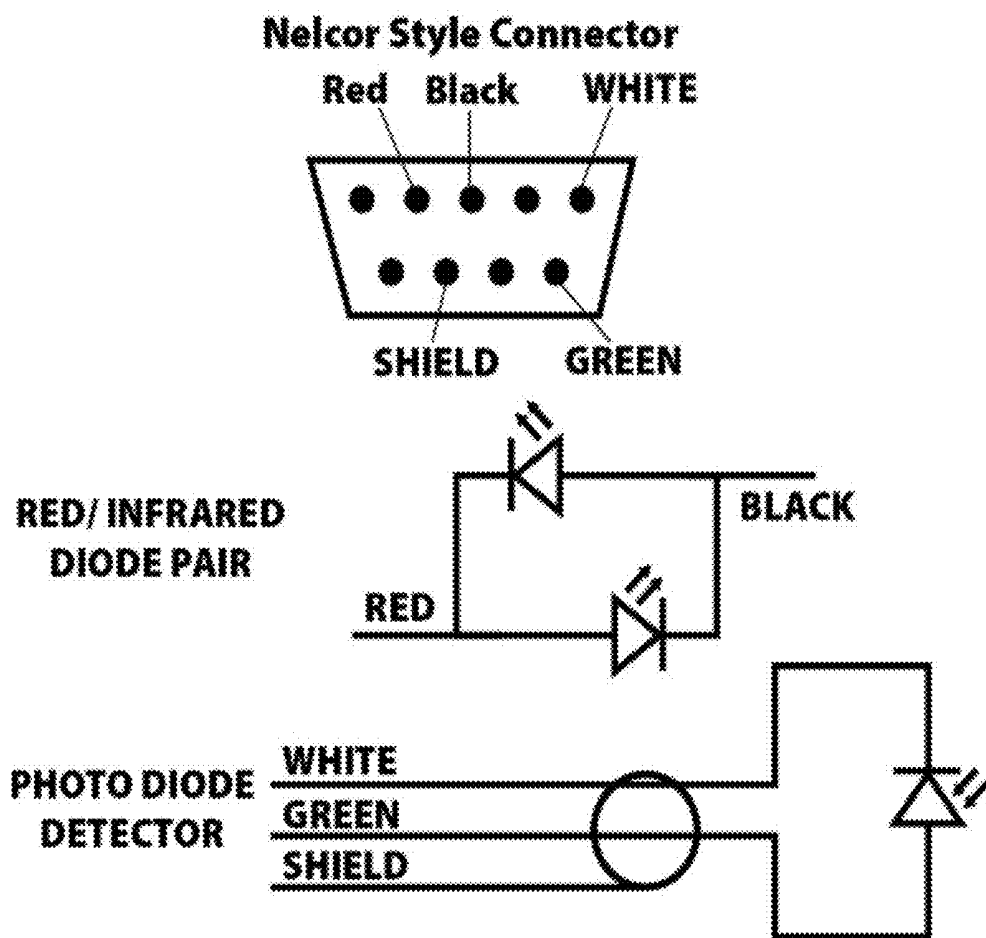 Nelcor Style Connector
Red Black WHITE
SHIELD GREEN
RED/ INFRARED
DIODE PAIR
BLACK
RED
PHOTO DIODE
DETECTOR
WHITE
GREEN
SHIELD